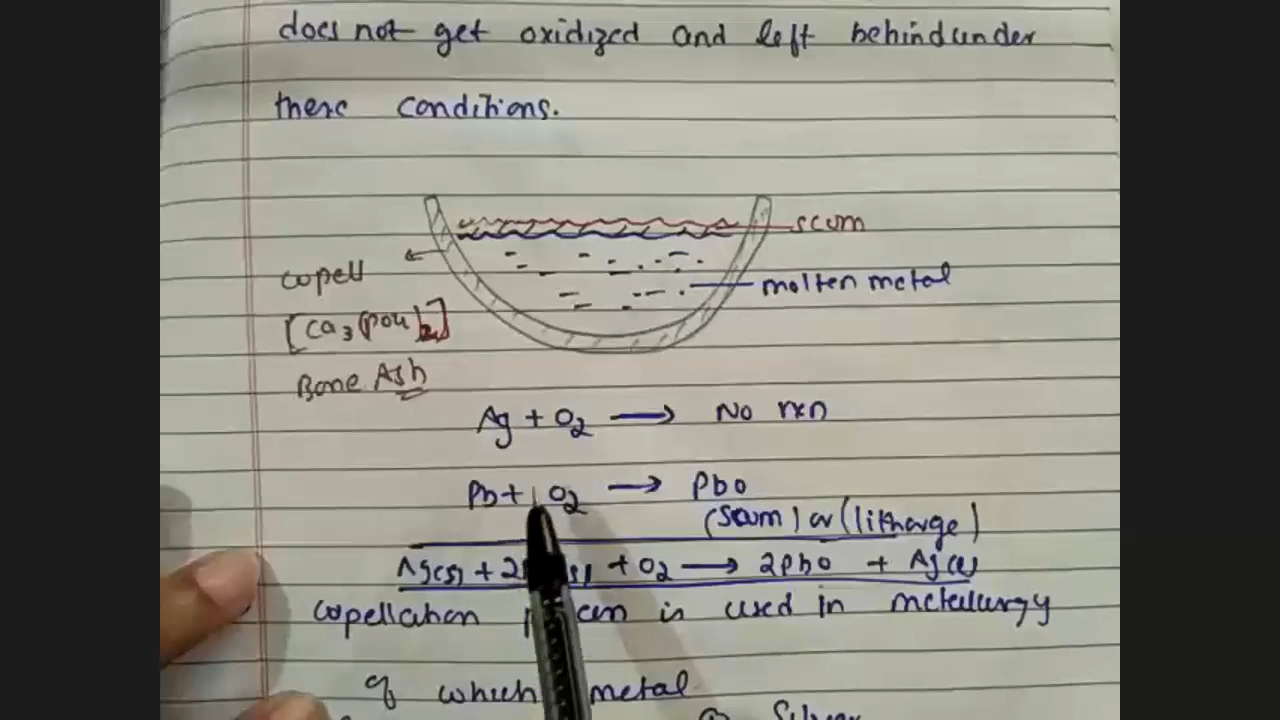 does not get oxidized and left behind under
these conditions.
scum
copell
molten metal
[Ca3(PO4)2]
Bone Ash
Ag + O2 → No rxn
Pb + O2 → PbO
(scum) or (litharge)
Ag(s) + 2 + O2 → 2PbO + Ag(s)
copellation is used in metallurgy
of which metal
Silver